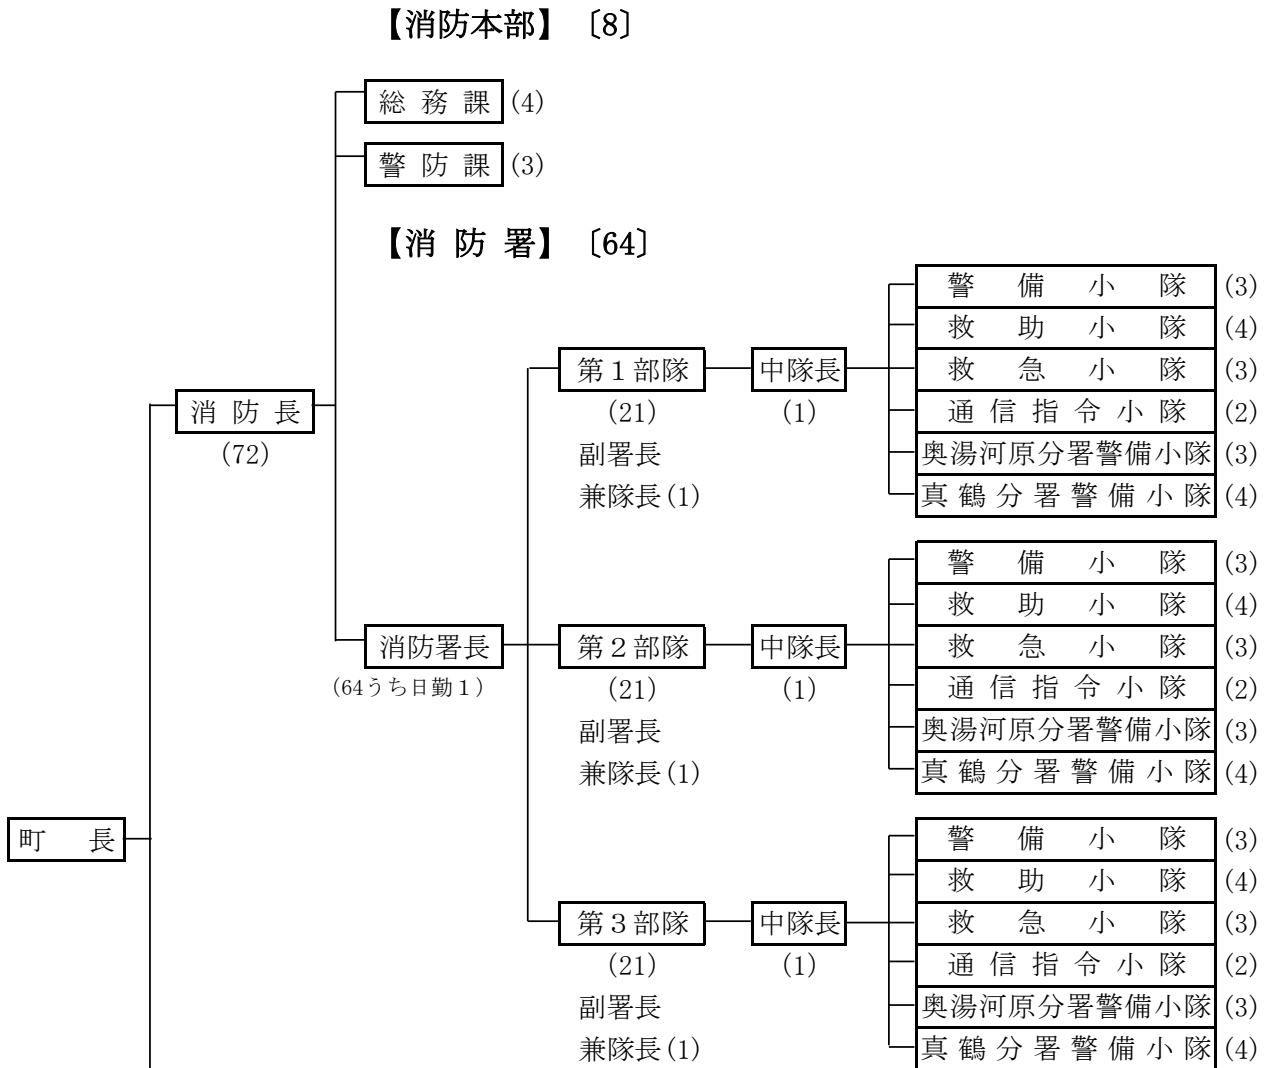 【消防本部】〔8〕
総務課 (4)
警防課 (3)
【消防署】〔64〕
消防長
(72)
町長
消防署長
(64うち日勤１)
第１部隊
(21)
副署長
兼隊長(1)
中隊長
(1)
警備小隊 (3)
救助小隊 (4)
救急小隊 (3)
通信指令小隊 (2)
奥湯河原分署警備小隊 (3)
真鶴分署警備小隊 (4)
第２部隊
(21)
副署長
兼隊長(1)
中隊長
(1)
警備小隊 (3)
救助小隊 (4)
救急小隊 (3)
通信指令小隊 (2)
奥湯河原分署警備小隊 (3)
真鶴分署警備小隊 (4)
第３部隊
(21)
副署長
兼隊長(1)
中隊長
(1)
警備小隊 (3)
救助小隊 (4)
救急小隊 (3)
通信指令小隊 (2)
奥湯河原分署警備小隊 (3)
真鶴分署警備小隊 (4)